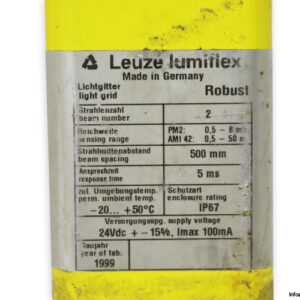 Leuze lumiflex
Made in Germany
Lichtgitter
light grid Robust
Strahlenzahl
beam number 2
Reichweite PM2: 0,5 - 8 m
sensing range AMI 42: 0,5 - 50 m
Strahlmittenabstand
beam spacing 500 mm
Ansprechzeit
response time 5 ms
zul. Umgebungstemp. Schutzart
perm. ambient temp. enclosure rating
-20... +50°C IP67
Versorgungsspg. supply voltage
24Vdc + -15%, Imax 100mA
Baujahr
year of fab.
1999